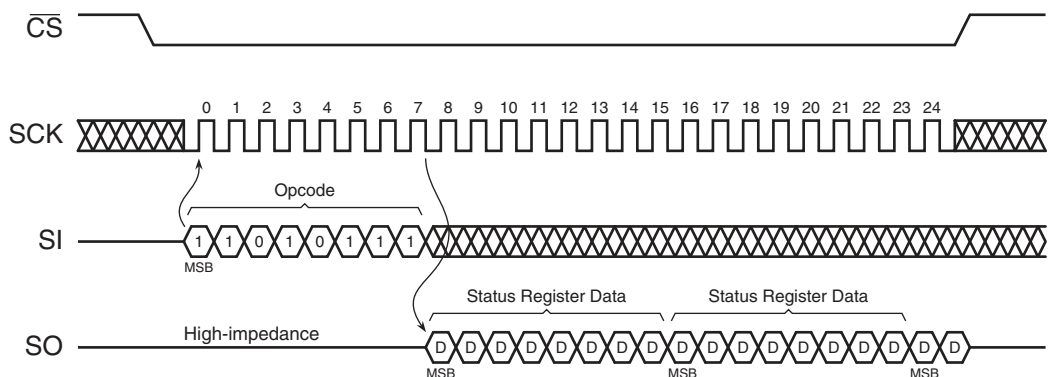 C̅S̅
0 1 2 3 4 5 6 7 8 9 10 11 12 13 14 15 16 17 18 19 20 21 22 23 24
SCK
Opcode
SI 1 1 0 1 0 1 1 1
MSB
Status Register Data Status Register Data
High-impedance
SO D D D D D D D D D D D D D D D D D D
MSB MSB MSB